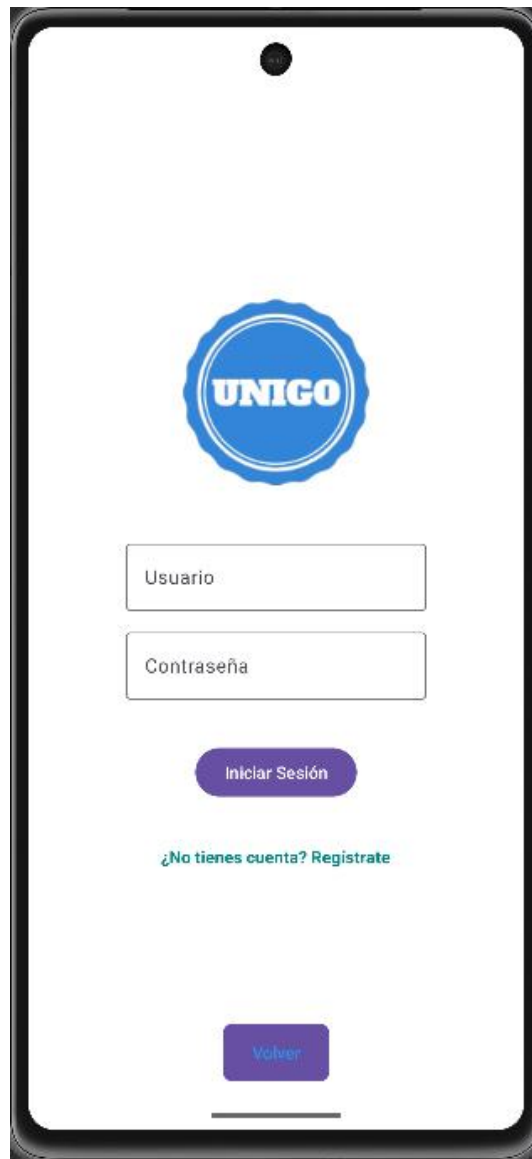 UNIGO
Usuario
Contraseña
Iniciar Sesión
¿No tienes cuenta? Registrate
Volver